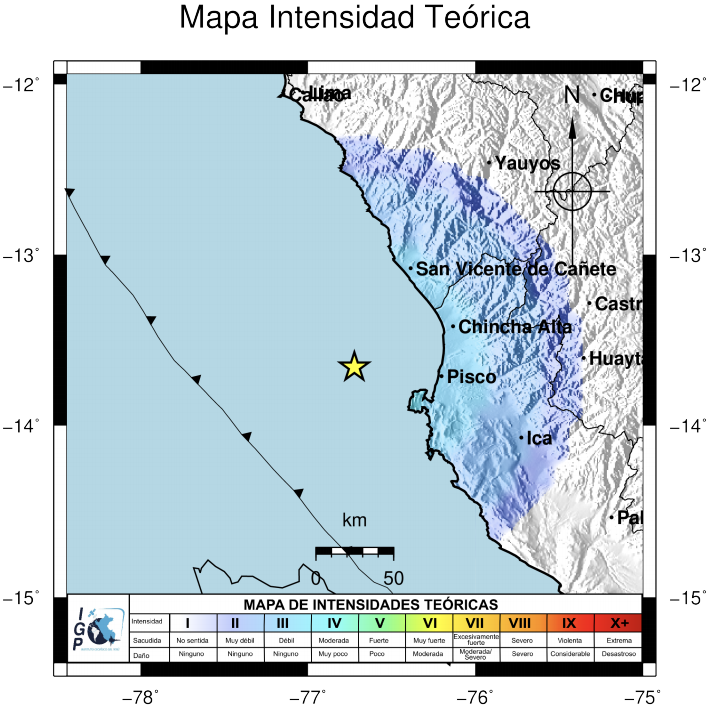 Mapa Intensidad Teórica
−12° −12°
Callao Lima
Yauyos
N
−13° −13°
San Vicente de Cañete
Castr
Chincha Alta
Huayta
Pisco
−14° −14°
Ica
Pal
km
0 50
−15° −15°
MAPA DE INTENSIDADES TEÓRICAS
Intensidad I II III IV V VI VII VIII IX X+
Sacudida No sentida Muy débil Débil Moderada Fuerte Muy fuerte Excesivamente fuerte Severo Violenta Extrema
Daño Ninguno Ninguno Ninguno Muy poco Poco Moderada Moderada/ Severo Severo Considerable Desastroso
IGP
−78 −77 −76 −75